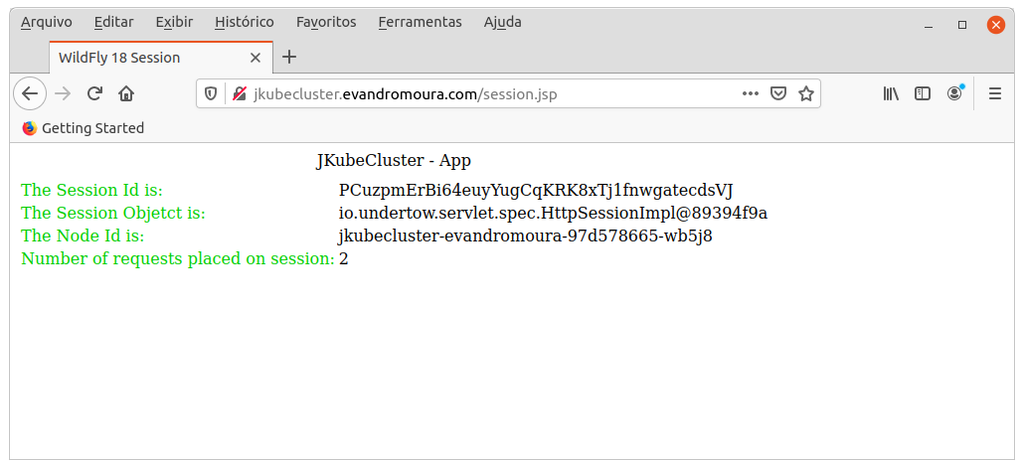 Arquivo Editar Exibir Histórico Favoritos Ferramentas Ajuda
WildFly 18 Session
jkubecluster.evandromoura.com/session.jsp
Getting Started
JKubeCluster - App
The Session Id is: PCuzpmErBi64euyYugCqKRK8xTj1fnwgatecdsVJ
The Session Objetct is: io.undertow.servlet.spec.HttpSessionImpl@89394f9a
The Node Id is: jkubecluster-evandromoura-97d578665-wb5j8
Number of requests placed on session: 2